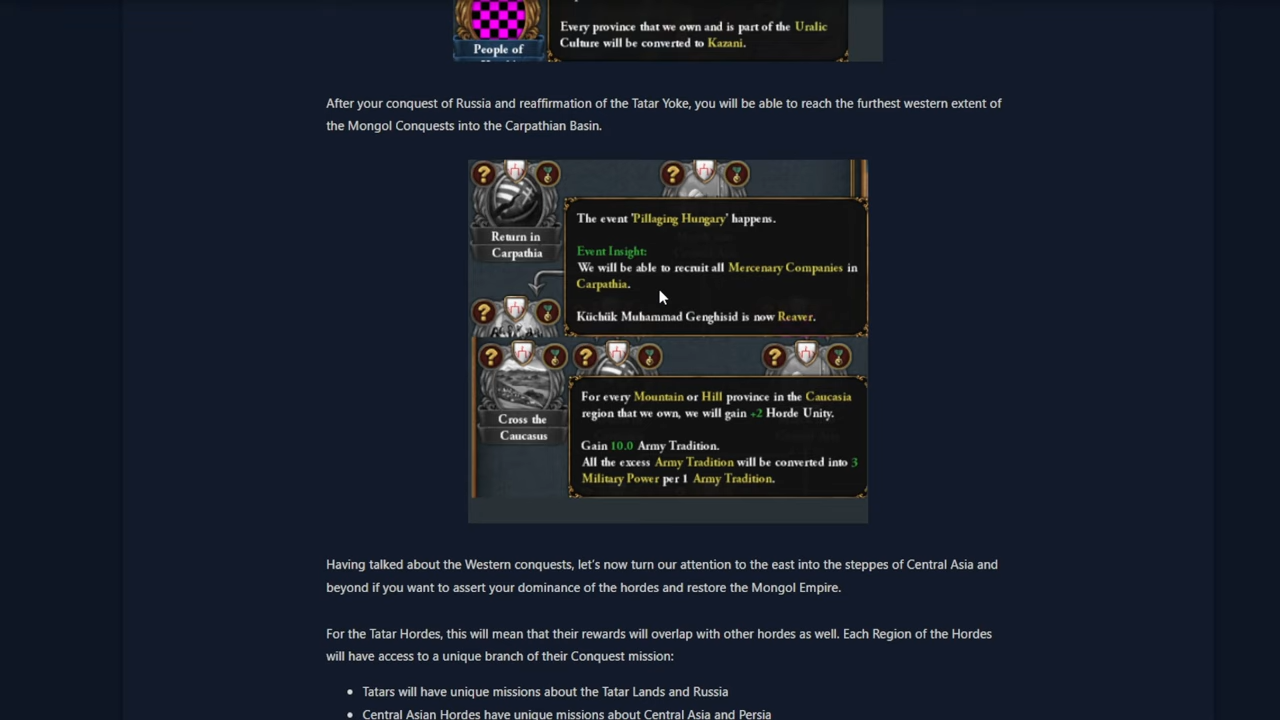 Every province that we own and is part of the Uralic
Culture will be converted to Kazani.
People of
After your conquest of Russia and reaffirmation of the Tatar Yoke, you will be able to reach the furthest western extent of
the Mongol Conquests into the Carpathian Basin.
Return in
Carpathia
The event 'Pillaging Hungary' happens.
Event Insight:
We will be able to recruit all Mercenary Companies in
Carpathia.
Küchük Muhammad Genghisid is now Reaver.
Cross the
Caucasus
For every Mountain or Hill province in the Caucasia
region that we own, we will gain +2 Horde Unity.
Gain 10.0 Army Tradition.
All the excess Army Tradition will be converted into 3
Military Power per 1 Army Tradition.
Having talked about the Western conquests, let’s now turn our attention to the east into the steppes of Central Asia and
beyond if you want to assert your dominance of the hordes and restore the Mongol Empire.
For the Tatar Hordes, this will mean that their rewards will overlap with other hordes as well. Each Region of the Hordes
will have access to a unique branch of their Conquest mission:
• Tatars will have unique missions about the Tatar Lands and Russia
• Central Asian Hordes have unique missions about Central Asia and Persia